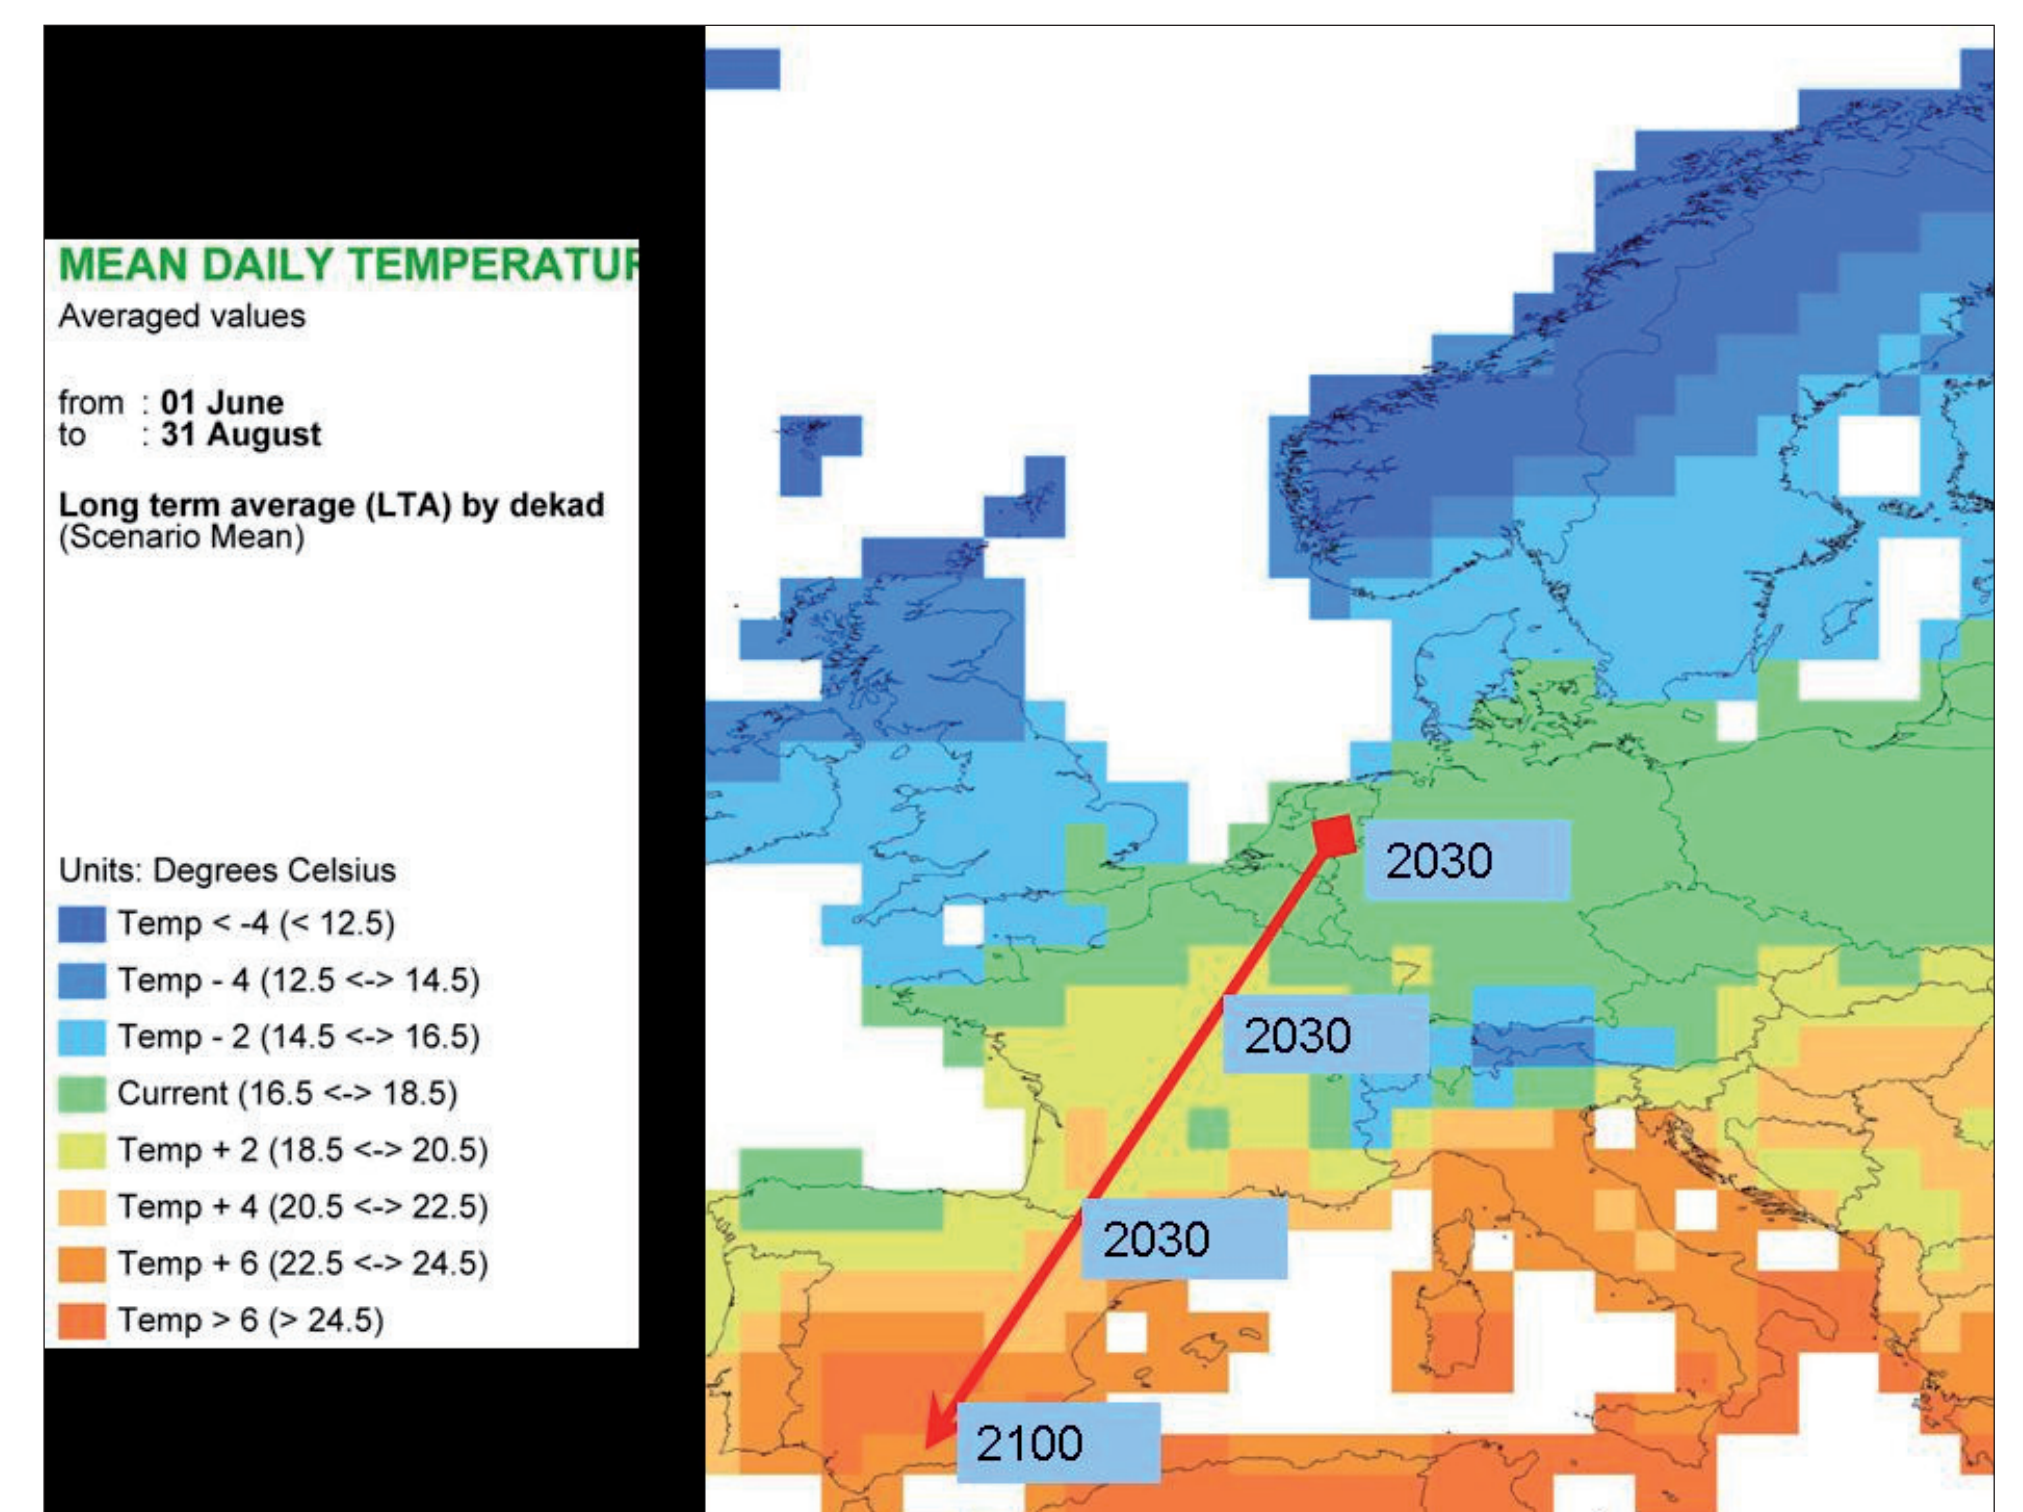 MEAN DAILY TEMPERATUR
Averaged values
from : 01 June
to : 31 August
Long term average (LTA) by dekad
(Scenario Mean)
Units: Degrees Celsius
Temp < -4 (< 12.5)
Temp - 4 (12.5 <-> 14.5)
Temp - 2 (14.5 <-> 16.5)
Current (16.5 <-> 18.5)
Temp + 2 (18.5 <-> 20.5)
Temp + 4 (20.5 <-> 22.5)
Temp + 6 (22.5 <-> 24.5)
Temp > 6 (> 24.5)
2030
2030
2030
2100